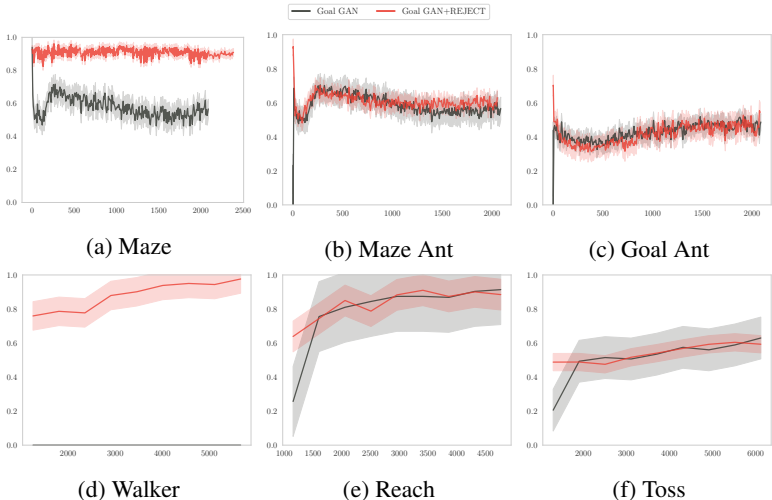 Goal GAN Goal GAN+REJECT
1.0 1.0 1.0
0.8 0.8 0.8
0.6 0.6 0.6
0.4 0.4 0.4
0.2 0.2 0.2
0.0 0.0 0.0
0 500 1000 1500 2000 2400 0 500 1000 1500 2000 0 500 1000 1500 2000
(a) Maze (b) Maze Ant (c) Goal Ant
1.0 1.0 1.0
0.8 0.8 0.8
0.6 0.6 0.6
0.4 0.4 0.4
0.2 0.2 0.2
0.0 0.0 0.0
2000 3000 4000 5000 1000 1500 2000 2500 3000 3500 4000 4500 2000 3000 4000 5000 6000
(d) Walker (e) Reach (f) Toss